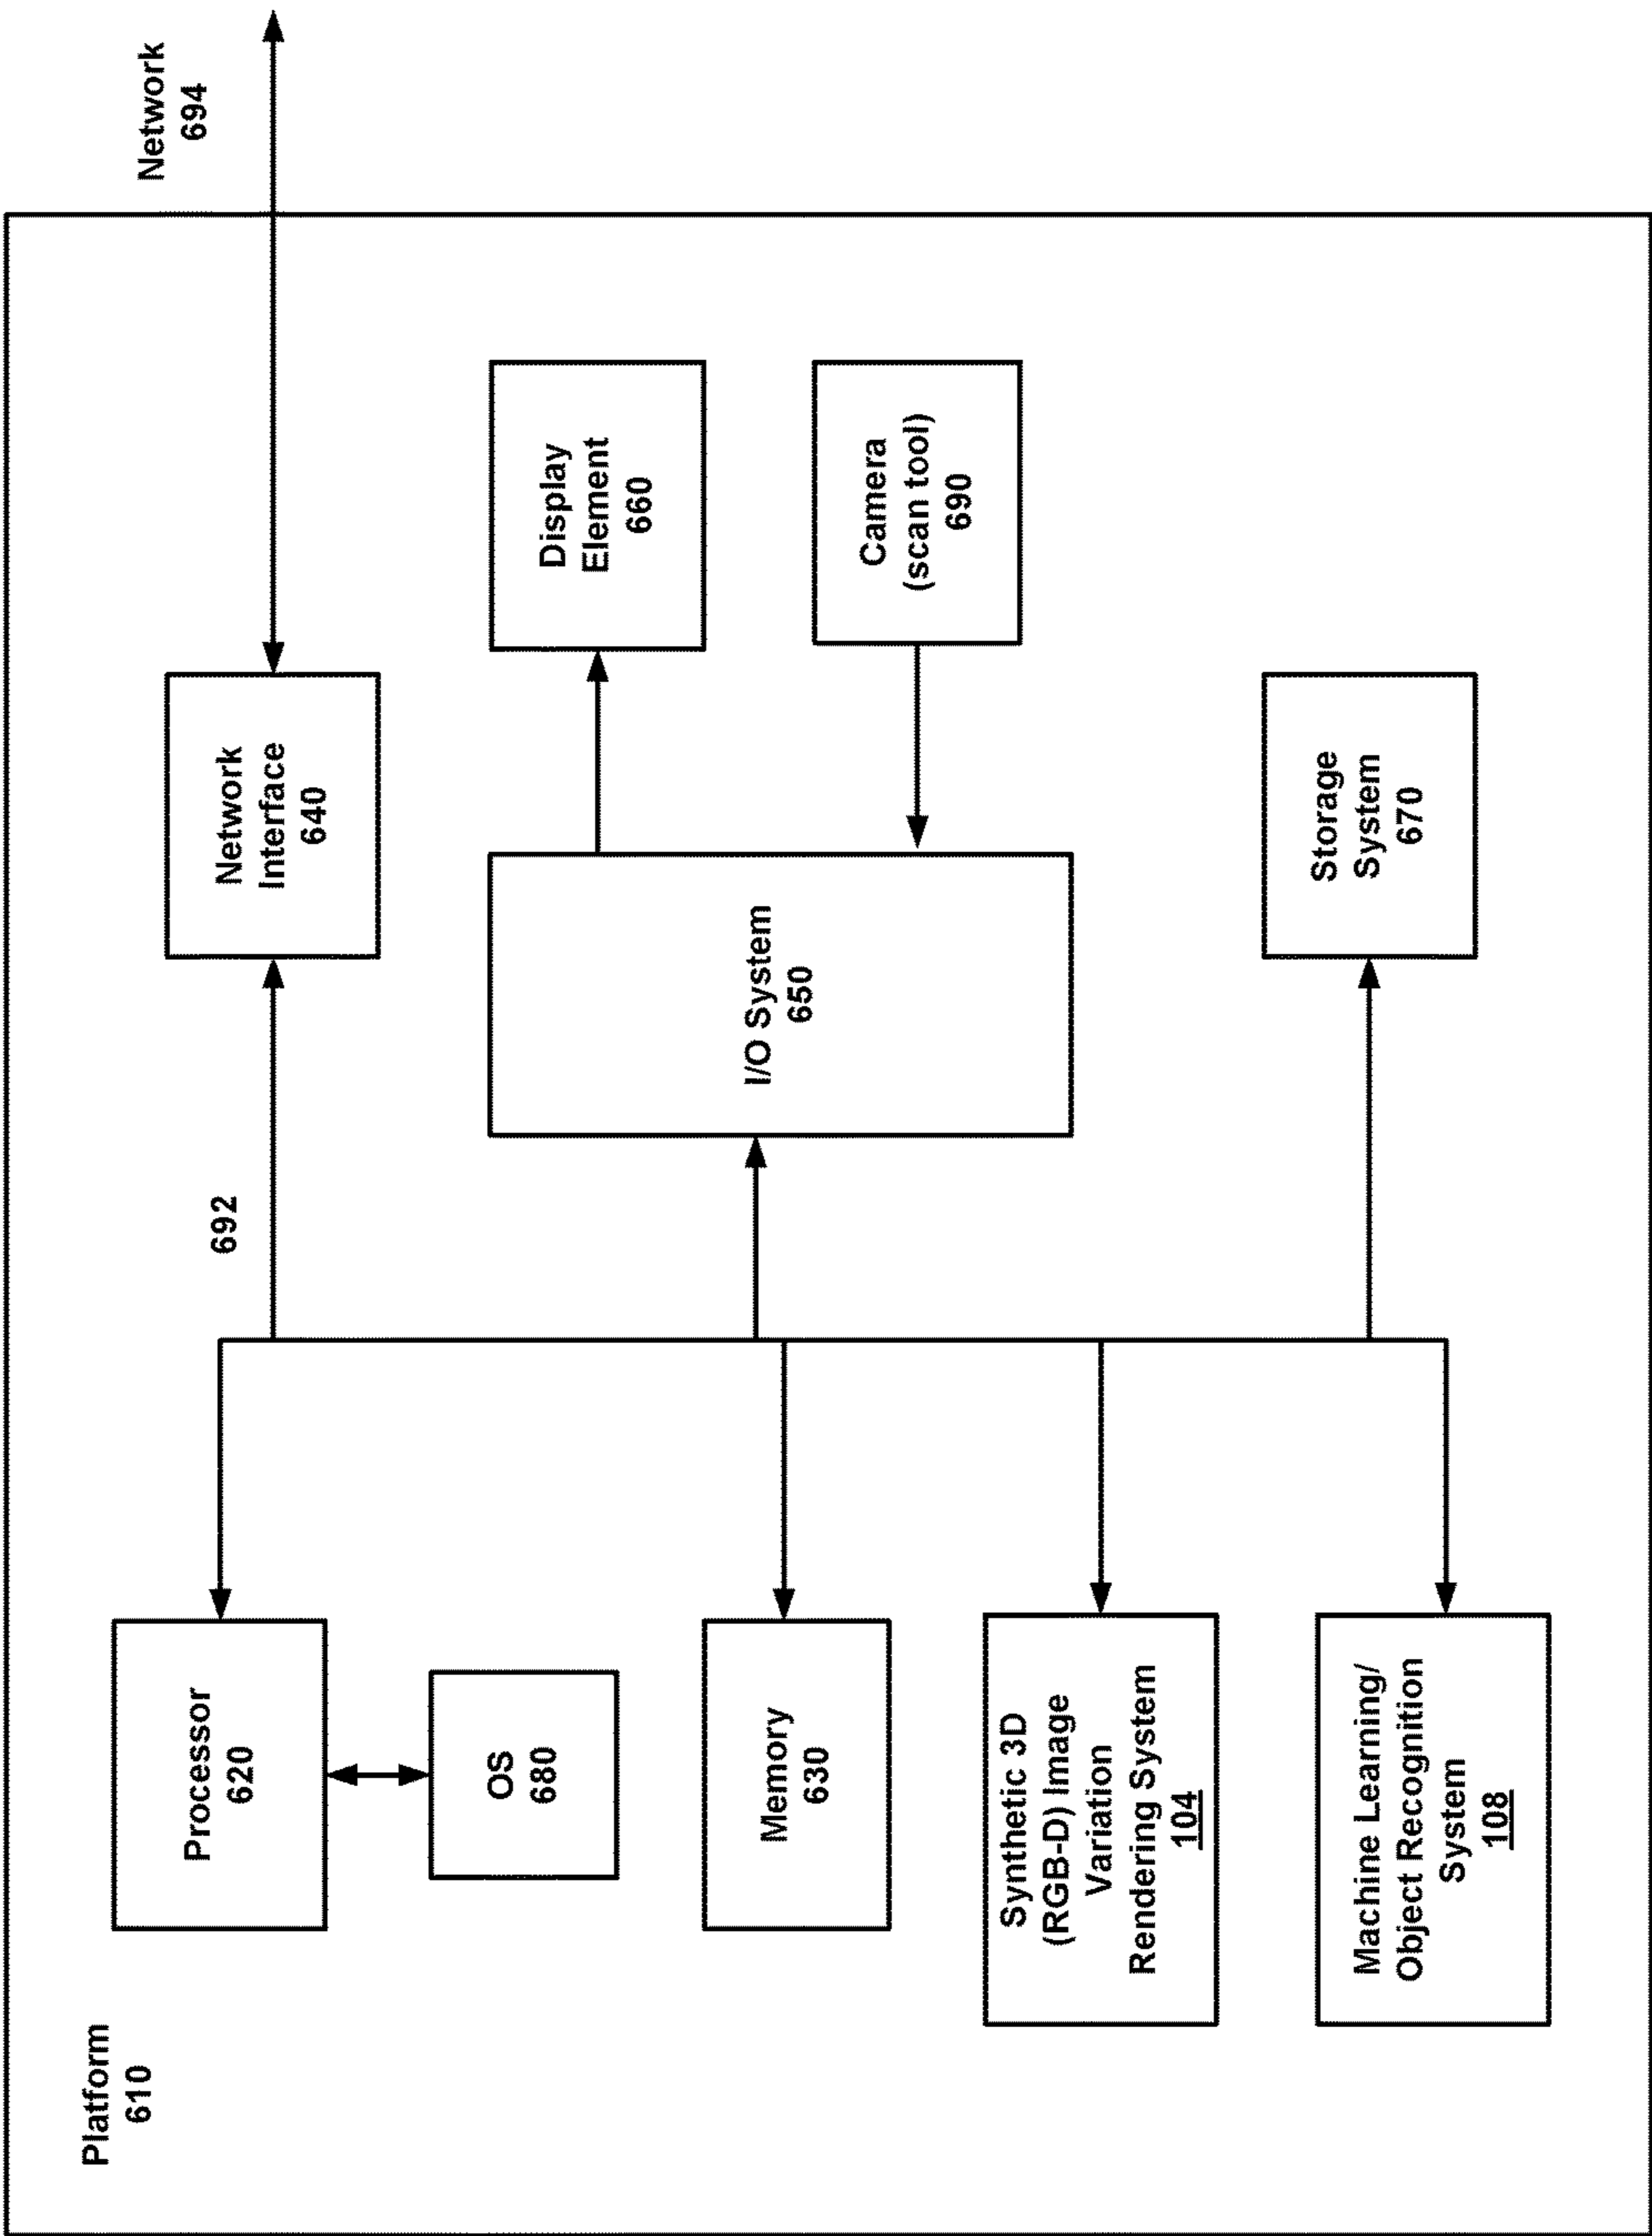 Platform
610
Processor
620
OS
680
Memory
630
Synthetic 3D
(RGB-D) Image
Variation
Rendering System
104
Machine Learning/
Object Recognition
System
108
692
Network
Interface
640
I/O System
650
Storage
System
670
Display
Element
660
Camera
(scan tool)
690
Network
694